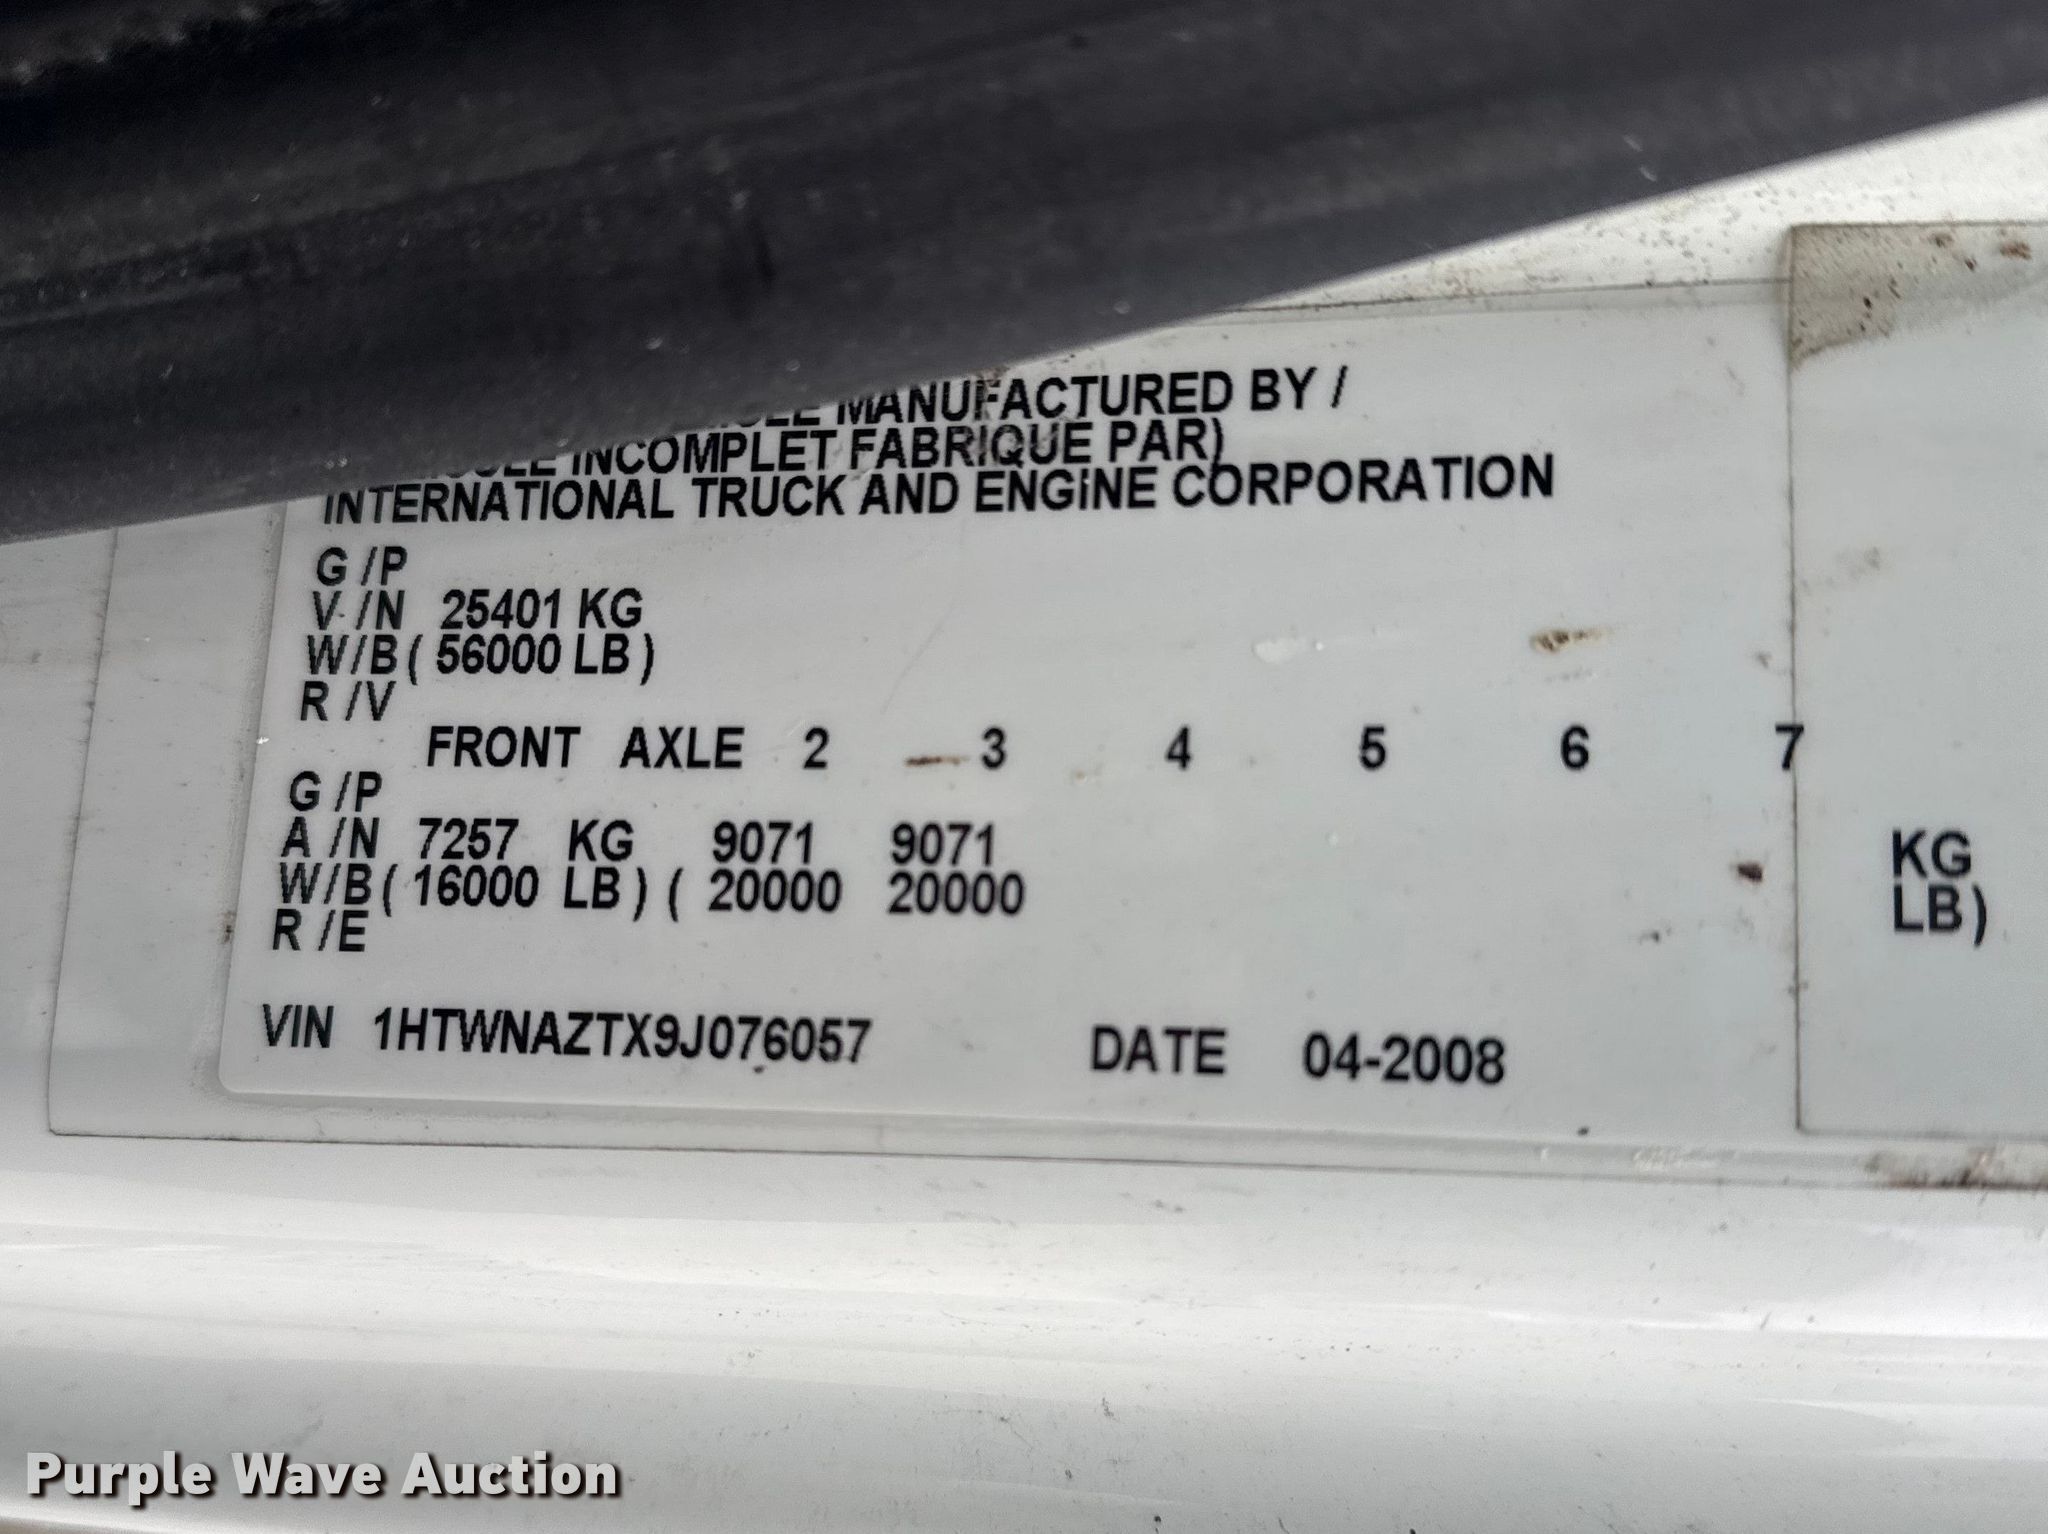 MANUFACTURED BY /
INCOMPLET FABRIQUE PAR)
INTERNATIONAL TRUCK AND ENGINE CORPORATION
G /P
V /N 25401 KG
W/B ( 56000 LB )
R /V
FRONT AXLE 2 3 4 5 6 7
G /P
A /N 7257 KG 9071 9071 KG
W/B ( 16000 LB ) ( 20000 20000 LB)
R /E
VIN 1HTWNAZTX9J076057 DATE 04-2008
Purple Wave Auction